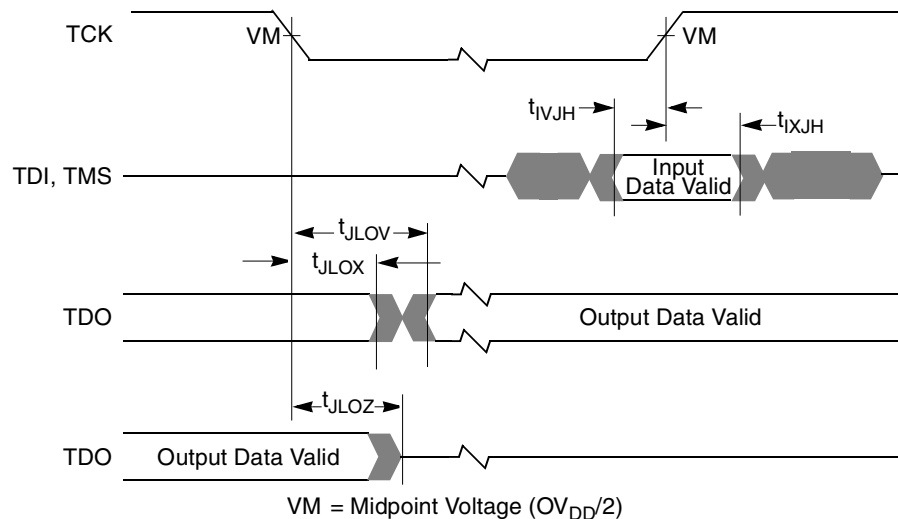 TCK
VM
VM
tIVJH
tIXJH
TDI, TMS
Input
Data Valid
tJLOV
tJLOX
TDO
Output Data Valid
tJLOZ
TDO
Output Data Valid
VM = Midpoint Voltage (OVDD/2)